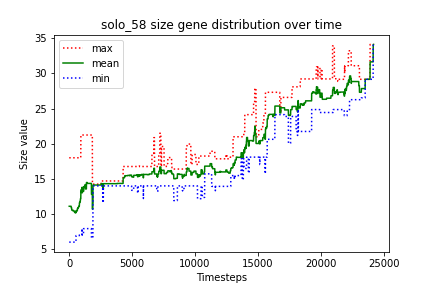 solo_58 size gene distribution over time
35
30
25
20
15
10
5
max
mean
min
Size value
0
5000
10000
15000
20000
25000
Timesteps